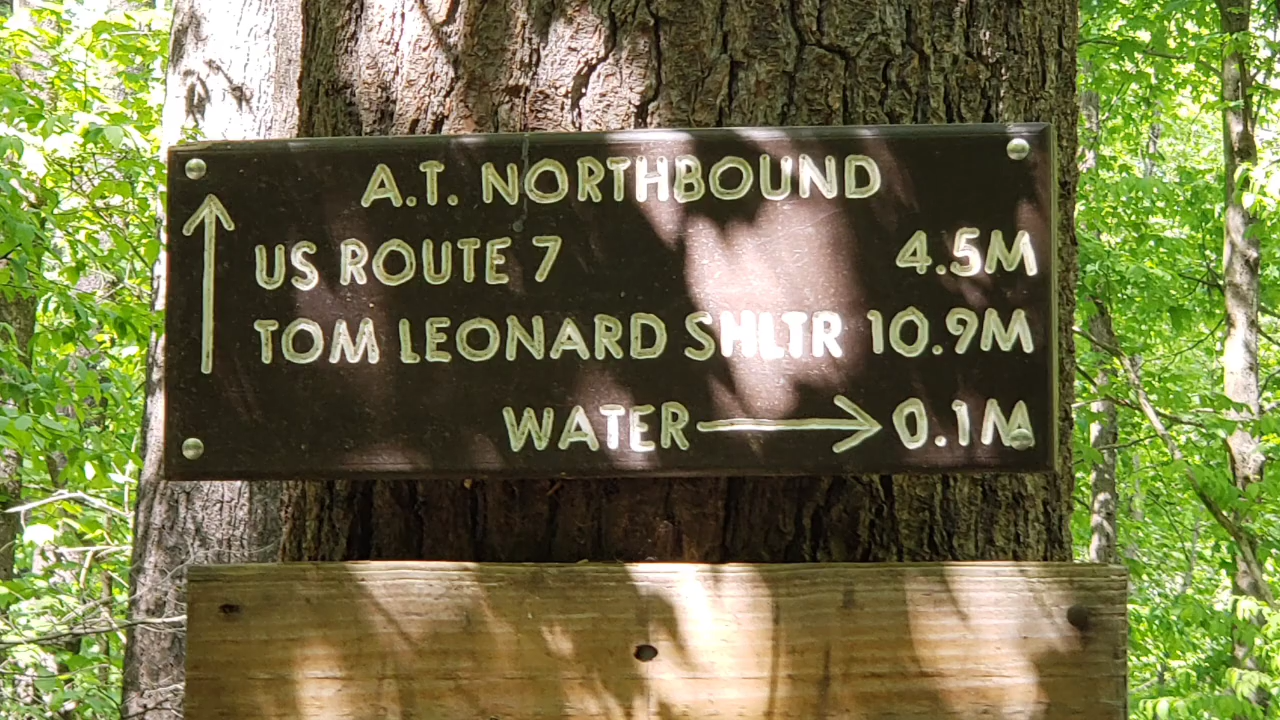 A.T. NORTHBOUND
US ROUTE 7 4.5M
TOM LEONARD SHLTR 10.9M
WATER 0.1M